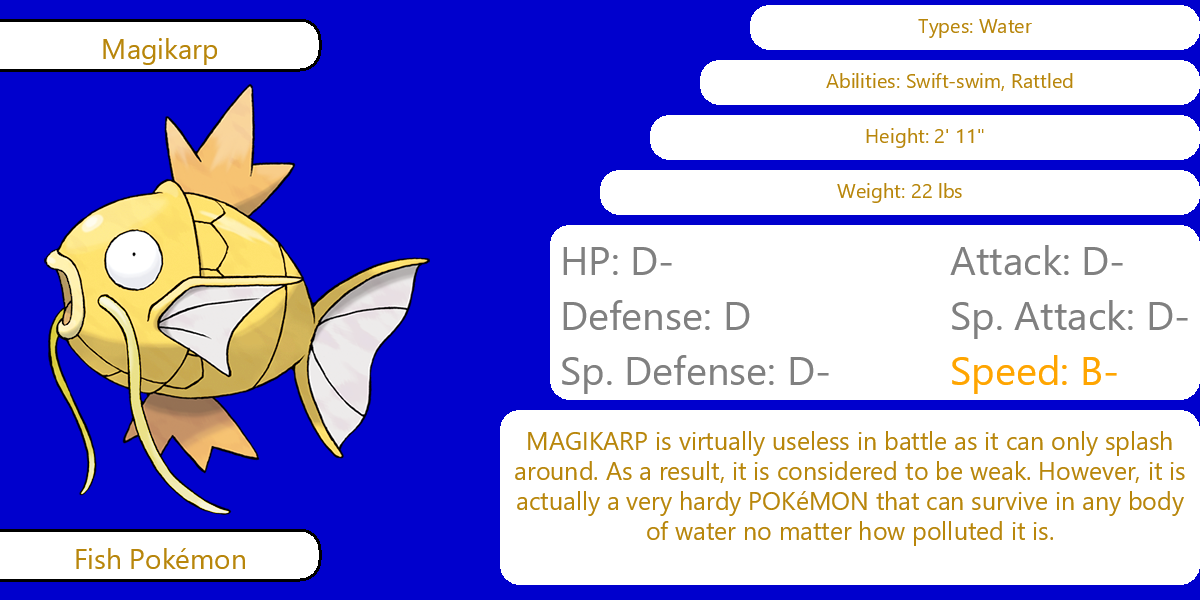 Magikarp
Types: Water
Abilities: Swift-swim, Rattled
Height: 2' 11"
Weight: 22 lbs
HP: D-
Attack: D-
Defense: D
Sp. Attack: D-
Sp. Defense: D-
Speed: B-
MAGIKARP is virtually useless in battle as it can only splash
around. As a result, it is considered to be weak. However, it is
actually a very hardy POKéMON that can survive in any body
of water no matter how polluted it is.
Fish Pokémon